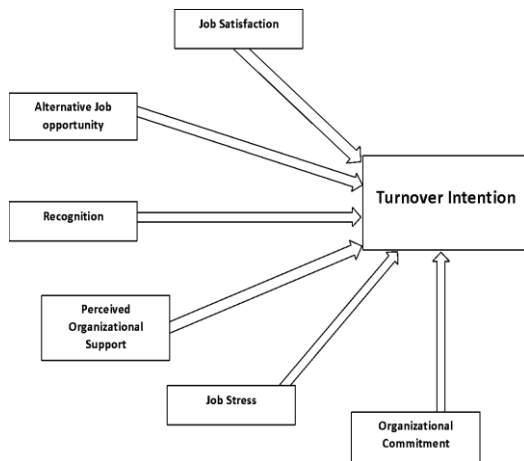 Job Satisfaction
Alternative Job
opportunity
Turnover Intention
Recognition
Perceived
Organizational
Support
Job Stress
Organizational
Commitment